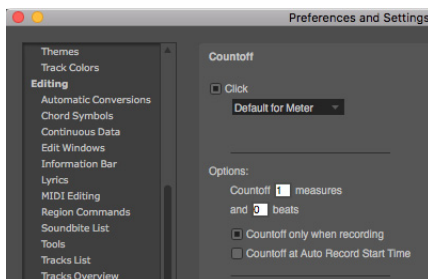 Preferences and Settings
Themes
Track Colors
Editing
Automatic Conversions
Chord Symbols
Continuous Data
Edit Windows
Information Bar
Lyrics
MIDI Editing
Region Commands
Soundbite List
Tools
Tracks List
Tracks Overview
Countoff
Click
Default for Meter
Options:
Countoff 1 measures
and 0 beats
Countoff only when recording
Countoff at Auto Record Start Time